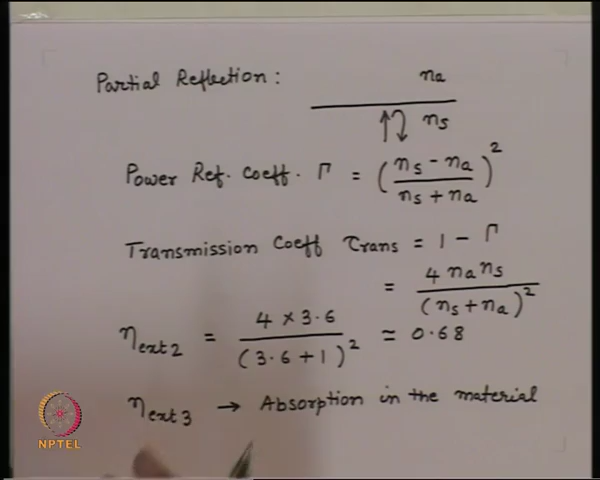 Partial Reflection :
na
ns
Power Ref. Coeff. Γ = ( (ns - na) / (ns + na) )²
Transmission Coeff τrans = 1 - Γ
= 4 na ns / (ns + na)²
ηext2 = 4 × 3.6 / (3.6 + 1)² ≃ 0.68
ηext3 → Absorption in the material
NPTEL